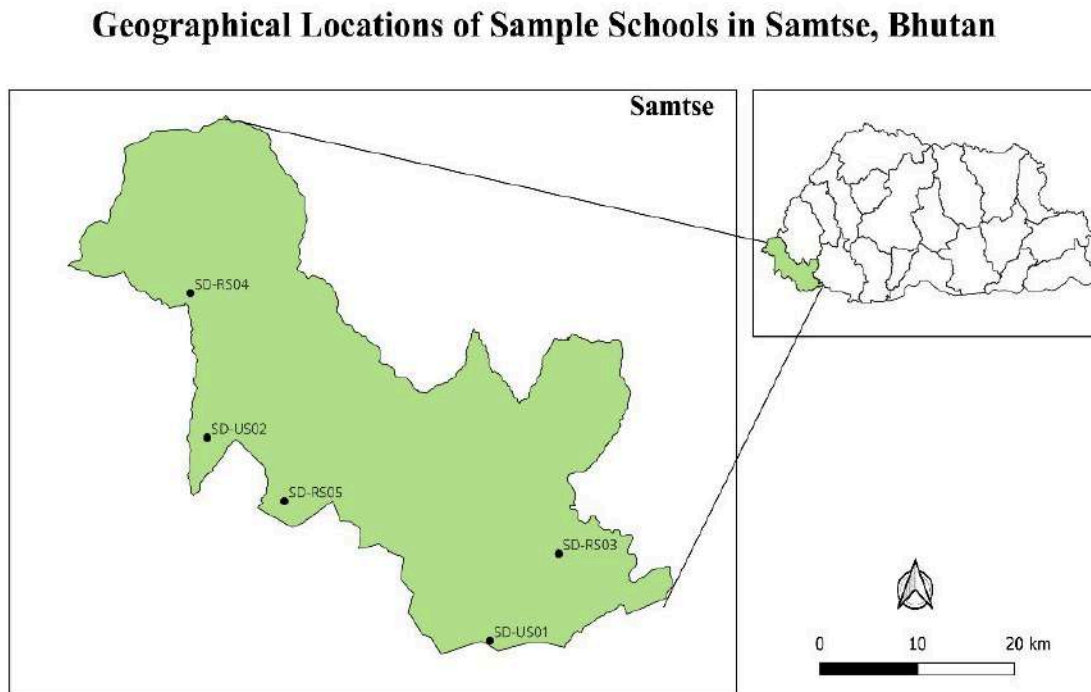 Geographical Locations of Sample Schools in Samtse, Bhutan
Samtse
SD-RS04
SD-US02
SD-RS05
SD-RS03
SD-US01
0 10 20 km